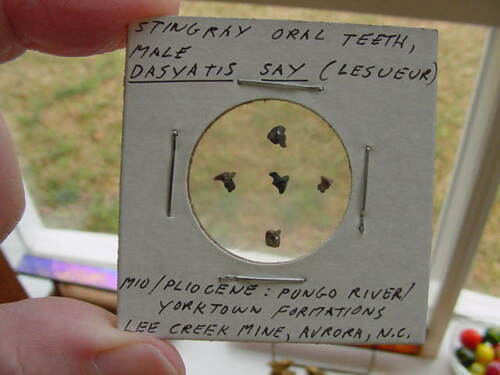 STINGRAY ORAL TEETH,
MALE
DASYATIS SAY (LESUEUR)
MIO/PLIOCENE: PUNGO RIVER/
YORKTOWN FORMATIONS
LEE CREEK MINE, AURORA, N.C.